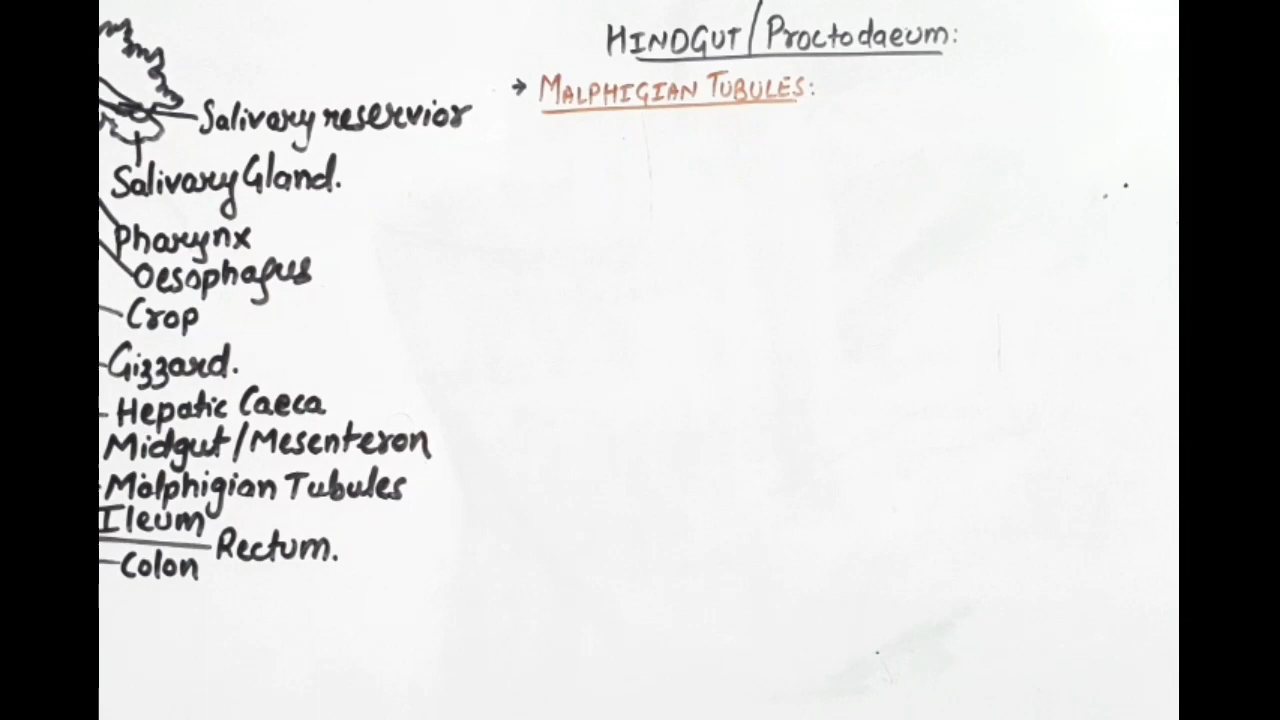 HINDGUT/Proctodaeum:
→ MALPHIGIAN TUBULES:
Salivary reservior
Salivary Gland.
Pharynx
Oesophagus
Crop
Gizzard.
Hepatic Caeca
Midgut/Mesenteron
Malphigian Tubules
Ileum
Rectum.
Colon